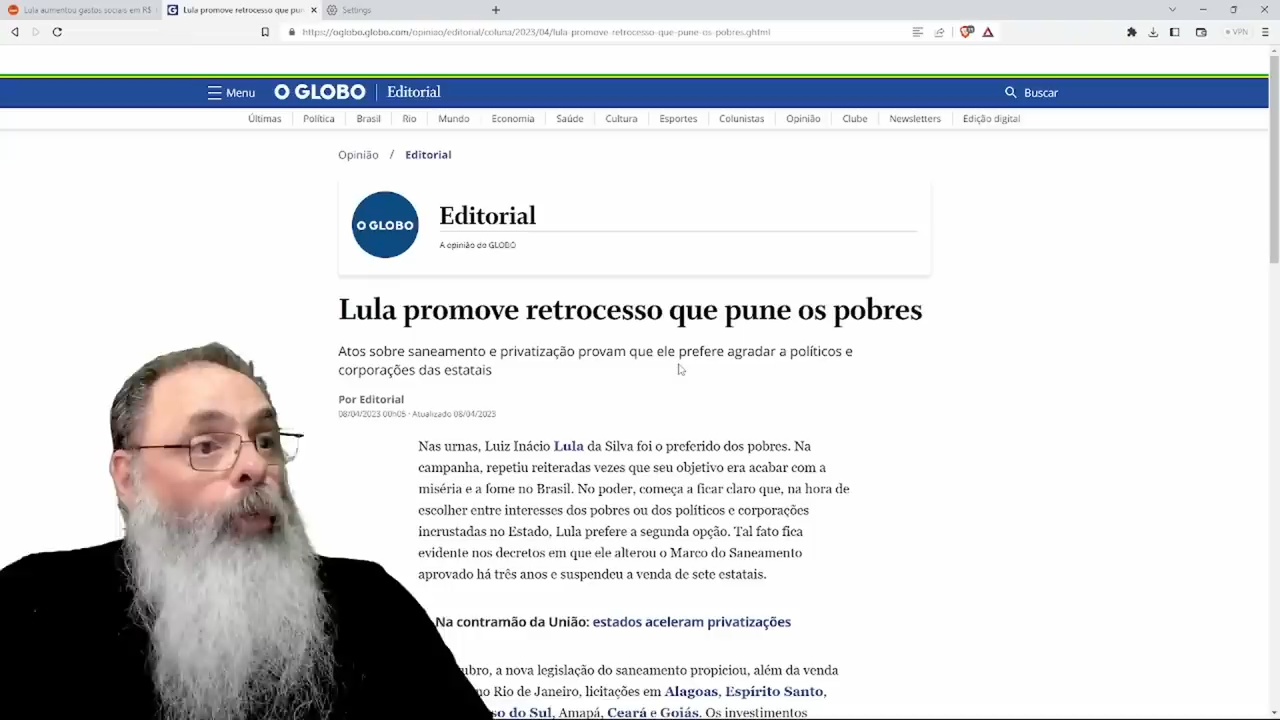 Lula aumentou gastos sociais em R$
Lula promove retrocesso que pun
Settings
https://oglobo.globo.com/opiniao/editorial/coluna/2023/04/lula-promove-retrocesso-que-pune-os-pobres.ghtml
VPN
Menu
O GLOBO
Editorial
Buscar
Últimas
Política
Brasil
Rio
Mundo
Economia
Saúde
Cultura
Esportes
Colunistas
Opinião
Clube
Newsletters
Edição digital
Opinião / Editorial
O GLOBO
Editorial
A opinião do GLOBO
Lula promove retrocesso que pune os pobres
Atos sobre saneamento e privatização provam que ele prefere agradar a políticos e
corporações das estatais
Por Editorial
08/04/2023 00h05 · Atualizado 08/04/2023
Nas urnas, Luiz Inácio Lula da Silva foi o preferido dos pobres. Na
campanha, repetiu reiteradas vezes que seu objetivo era acabar com a
miséria e a fome no Brasil. No poder, começa a ficar claro que, na hora de
escolher entre interesses dos pobres ou dos políticos e corporações
incrustadas no Estado, Lula prefere a segunda opção. Tal fato fica
evidente nos decretos em que ele alterou o Marco do Saneamento
aprovado há três anos e suspendeu a venda de sete estatais.
Na contramão da União: estados aceleram privatizações
ubro, a nova legislação do saneamento propiciou, além da venda
no Rio de Janeiro, licitações em Alagoas, Espírito Santo,
so do Sul, Amapá, Ceará e Goiás. Os investimentos